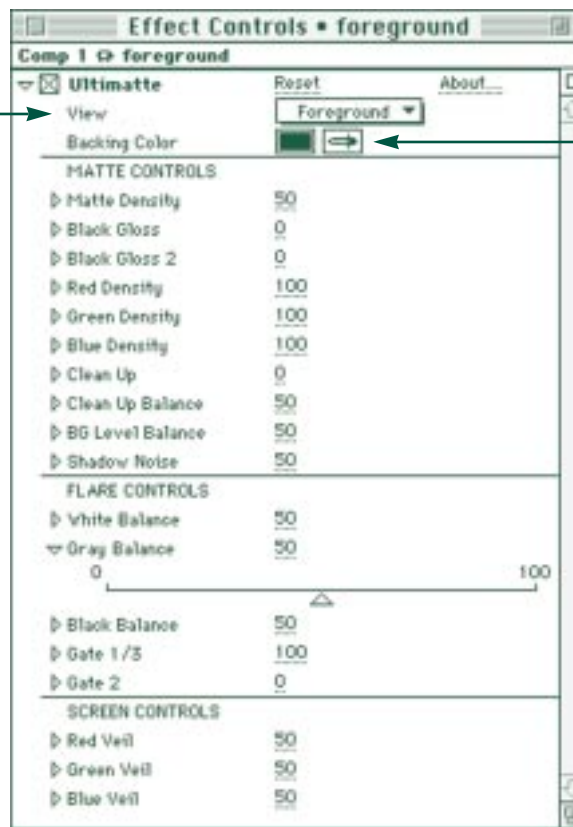 Effect Controls • foreground
Comp 1 foreground
Ultimatte Reset About...
View Foreground
Backing Color
MATTE CONTROLS
Matte Density 50
Black Gloss 0
Black Gloss 2 0
Red Density 100
Green Density 100
Blue Density 100
Clean Up 0
Clean Up Balance 50
BG Level Balance 50
Shadow Noise 50
FLARE CONTROLS
White Balance 50
Gray Balance 50
0 100
Black Balance 50
Gate 1/3 100
Gate 2 0
SCREEN CONTROLS
Red Veil 50
Green Veil 50
Blue Veil 50